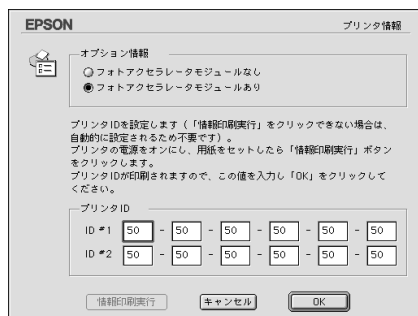 EPSON プリンタ情報
オプション情報
フォトアクセラレータモジュールなし
フォトアクセラレータモジュールあり
プリンタIDを設定します(「情報印刷実行」をクリックできない場合は、
自動的に設定されるため不要です)。
プリンタの電源をオンにし、用紙をセットしたら「情報印刷実行」ボタン
をクリックします。
プリンタIDが印刷されますので、この値を入力し「OK」をクリックして
ください。
プリンタID
ID #1 50 - 50 - 50 - 50 - 50 - 50
ID #2 50 - 50 - 50 - 50 - 50 - 50
情報印刷実行 キャンセル OK